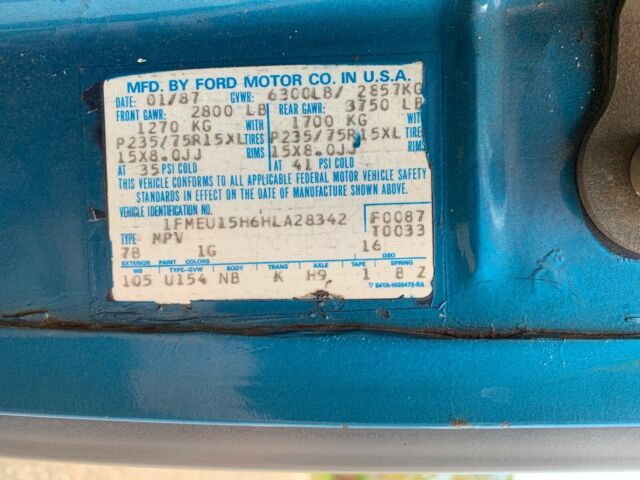 MFD. BY FORD MOTOR CO. IN U.S.A.
DATE: 01/87 GVWR: 6300LB/ 2857KG
FRONT GAWR: 2800 LB REAR GAWR: 3750 LB
1270 KG WITH 1700 KG WITH
P235/75R15XL TIRES P235/75R15XL TIRES
15X8.0JJ RIMS 15X8.0JJ RIMS
AT 35 PSI COLD AT 41 PSI COLD
THIS VEHICLE CONFORMS TO ALL APPLICABLE FEDERAL MOTOR VEHICLE
SAFETY STANDARDS IN EFFECT ON THE DATE OF MANUFACTURE SHOWN ABOVE.
VEHICLE IDENTIFICATION NUMBER
1FMEU15H6HLA28342 F0087
TYPE MPV T0033
7B 1G 16
EXTERIOR PAINT COLORS
WB TYPE-GVW BODY TRANS AXLE TAPE SPRING
105 U154 NB K H9 1 8 Z
E4TA-1520472-EA